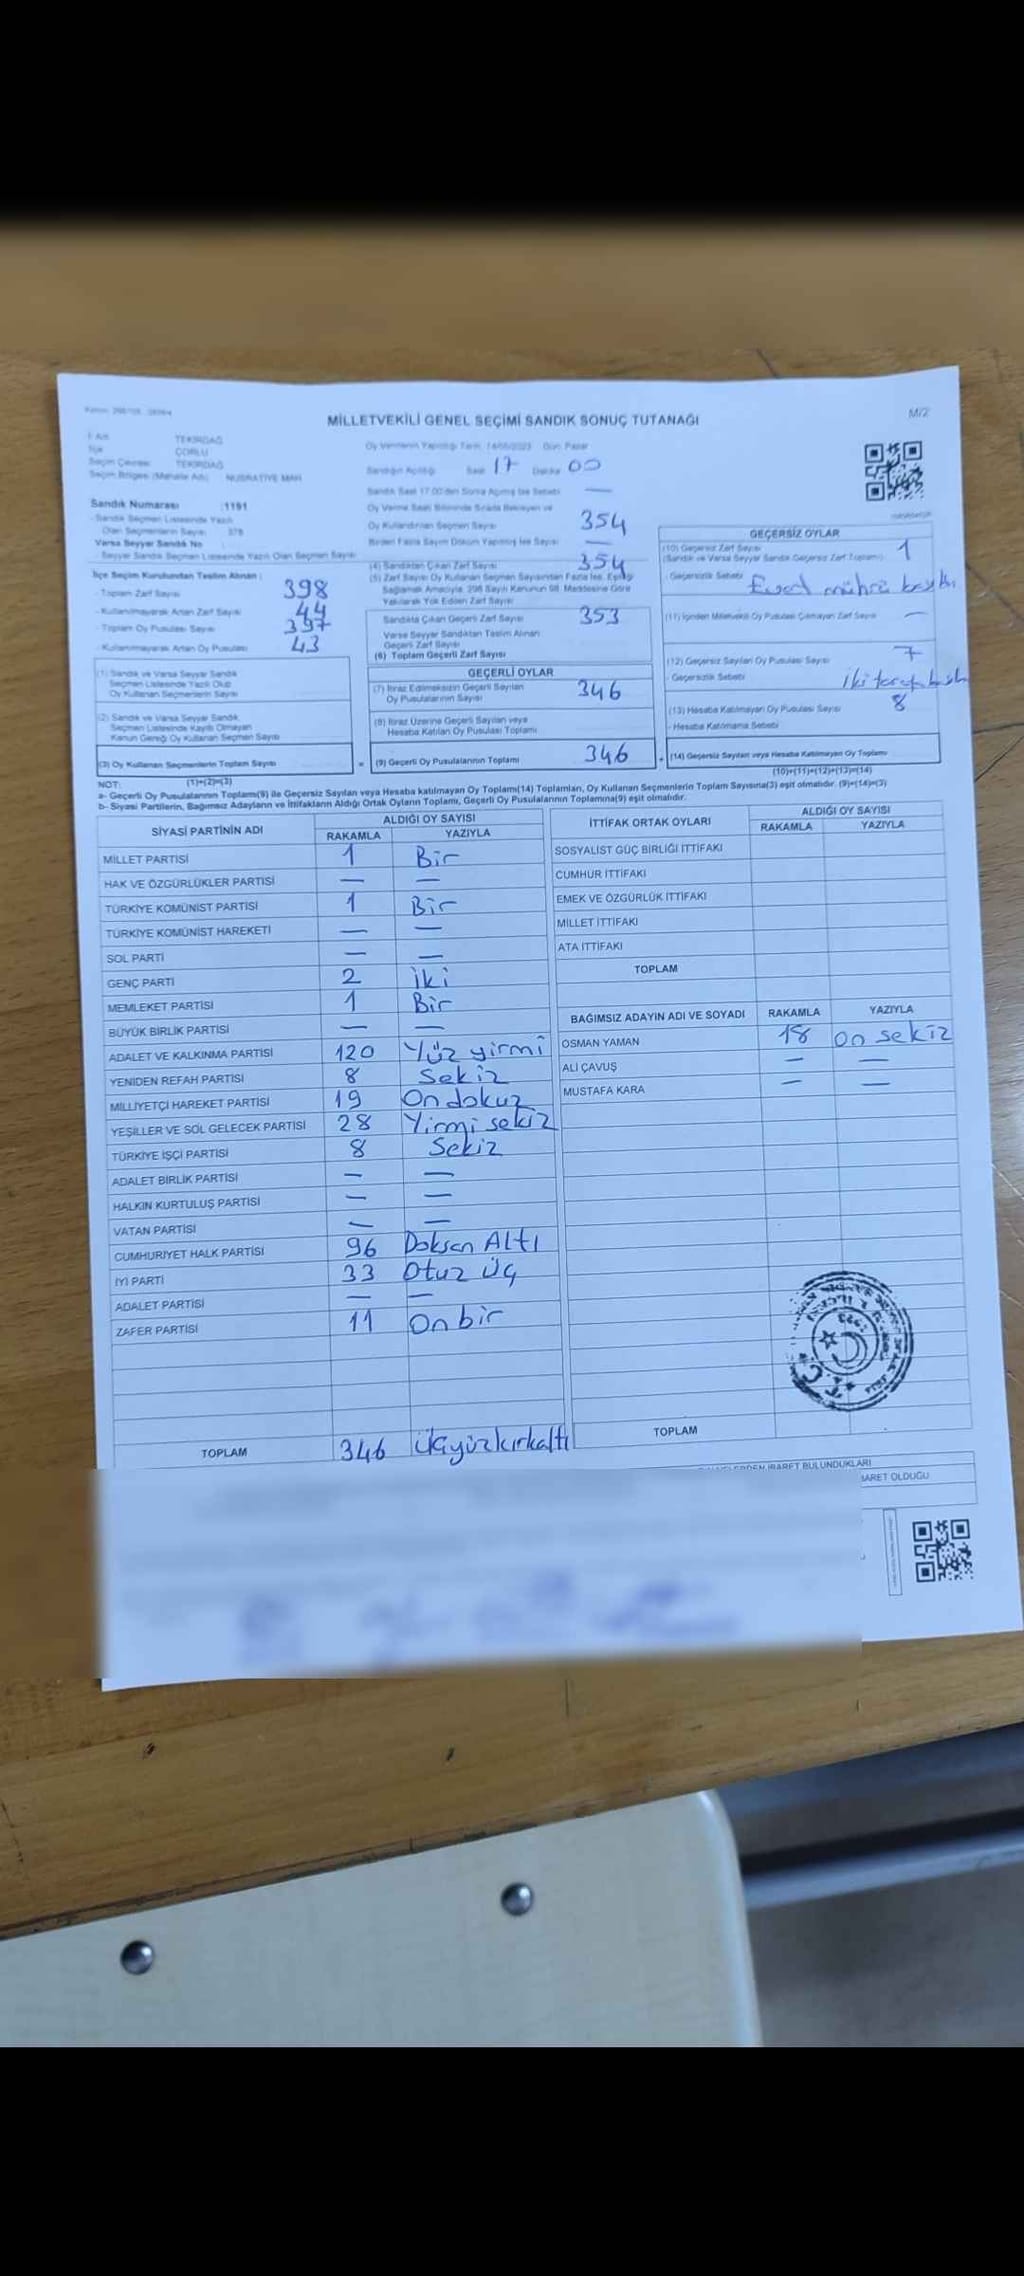 MİLLETVEKİLİ GENEL SEÇİMİ SANDIK SONUÇ TUTANAĞI
M/2
İli Adı TEKİRDAĞ
İlçe ÇORLU
Seçim Çevresi TEKİRDAĞ
Seçim Bölgesi (Mahalle Adı) NUSRATİYE MAH
Oy Vermenin Yapıldığı Tarih: 14/05/2023 Gün: Pazar
Sandığın Açıldığı Saat 17 Dakika 00
Sandık Saat 17.00'den Sonra Açılmış İse Sebebi —
Sandık Numarası :1191
- Sandık Seçmen Listesinde Yazılı
Olan Seçmenlerin Sayısı 378
Varsa Seyyar Sandık No
- Seyyar Sandık Seçmen Listesinde Yazılı Olan Seçmen Sayısı
Oy Verme Saati Bitiminde Sırada Bekleyen ve
Oy Kullandırılan Seçmen Sayısı 354
Birden Fazla Sayım Döküm Yapılmış İse Sayısı —
İlçe Seçim Kurulundan Teslim Alınan :
- Toplam Zarf Sayısı 398
- Kullanılmayarak Artan Zarf Sayısı 44
- Toplam Oy Pusulası Sayısı 397
- Kullanılmayarak Artan Oy Pusulası 43
(1) Sandık ve Varsa Seyyar Sandık
Seçmen Listesinde Yazılı Olup
Oy Kullanan Seçmenlerin Sayısı
(2) Sandık ve Varsa Seyyar Sandık
Seçmen Listesinde Kayıtlı Olmayan
Kanun Gereği Oy Kullanan Seçmen Sayısı
(3) Oy Kullanan Seçmenlerin Toplam Sayısı
(1)+(2)=(3)
(4) Sandıktan Çıkan Zarf Sayısı 354
(5) Zarf Sayısı Oy Kullanan Seçmen Sayısından Fazla İse, Eşitliği
Sağlamak Amacıyla, 298 Sayılı Kanunun 98. Maddesine Göre
Yakılarak Yok Edilen Zarf Sayısı
Sandıkta Çıkan Geçerli Zarf Sayısı 353
Varsa Seyyar Sandıktan Teslim Alınan
Geçerli Zarf Sayısı
(6) Toplam Geçerli Zarf Sayısı
GEÇERLİ OYLAR
(7) İtiraz Edilmeksizin Geçerli Sayılan
Oy Pusulalarının Sayısı 346
(8) İtiraz Üzerine Geçerli Sayılan veya
Hesaba Katılan Oy Pusulası Toplamı
= (9) Geçerli Oy Pusulalarının Toplamı 346
GEÇERSİZ OYLAR
(10) Geçersiz Zarf Sayısı
(Sandık ve Varsa Seyyar Sandık Geçersiz Zarf Toplamı) 1
- Geçersizlik Sebebi Evet mührü baskı
(11) İçinden Milletvekili Oy Pusulası Çıkmayan Zarf Sayısı —
(12) Geçersiz Sayılan Oy Pusulası Sayısı 7
- Geçersizlik Sebebi iki tarafa baskı
(13) Hesaba Katılmayan Oy Pusulası Sayısı 8
- Hesaba Katılmama Sebebi
+ (14) Geçersiz Sayılan veya Hesaba Katılmayan Oy Toplamı
(10)+(11)+(12)+(13)=(14)
NOT:
a- Geçerli Oy Pusulalarının Toplamı(9) ile Geçersiz Sayılan veya Hesaba katılmayan Oy Toplamı(14) Toplamları, Oy Kullanan Seçmenlerin Toplam Sayısına(3) eşit olmalıdır. (9)+(14)=(3)
b- Siyasi Partilerin, Bağımsız Adayların ve İttifakların Aldığı Ortak Oyların Toplamı, Geçerli Oy Pusulalarının Toplamına(9) eşit olmalıdır.
SİYASİ PARTİNİN ADI ALDIĞI OY SAYISI
RAKAMLA YAZIYLA
MİLLET PARTİSİ 1 Bir
HAK VE ÖZGÜRLÜKLER PARTİSİ — —
TÜRKİYE KOMÜNİST PARTİSİ 1 Bir
TÜRKİYE KOMÜNİST HAREKETİ — —
SOL PARTİ — —
GENÇ PARTİ 2 iki
MEMLEKET PARTİSİ 1 Bir
BÜYÜK BİRLİK PARTİSİ — —
ADALET VE KALKINMA PARTİSİ 120 Yüz yirmi
YENİDEN REFAH PARTİSİ 8 Sekiz
MİLLİYETÇİ HAREKET PARTİSİ 19 On dokuz
YEŞİLLER VE SOL GELECEK PARTİSİ 28 Yirmi sekiz
TÜRKİYE İŞÇİ PARTİSİ 8 Sekiz
ADALET BİRLİK PARTİSİ — —
HALKIN KURTULUŞ PARTİSİ — —
VATAN PARTİSİ — —
CUMHURİYET HALK PARTİSİ 96 Doksan Altı
İYİ PARTİ 33 Otuz Üç
ADALET PARTİSİ — —
ZAFER PARTİSİ 11 On bir
TOPLAM 346 Üçyüzkırkaltı
İTTİFAK ORTAK OYLARI ALDIĞI OY SAYISI
RAKAMLA YAZIYLA
SOSYALİST GÜÇ BİRLİĞİ İTTİFAKI
CUMHUR İTTİFAKI
EMEK VE ÖZGÜRLÜK İTTİFAKI
MİLLET İTTİFAKI
ATA İTTİFAKI
TOPLAM
BAĞIMSIZ ADAYIN ADI VE SOYADI RAKAMLA YAZIYLA
OSMAN YAMAN 18 On sekiz
ALİ ÇAVUŞ — —
MUSTAFA KARA — —
TOPLAM
İBARET BULUNDUKLARI
BARET OLDUĞU